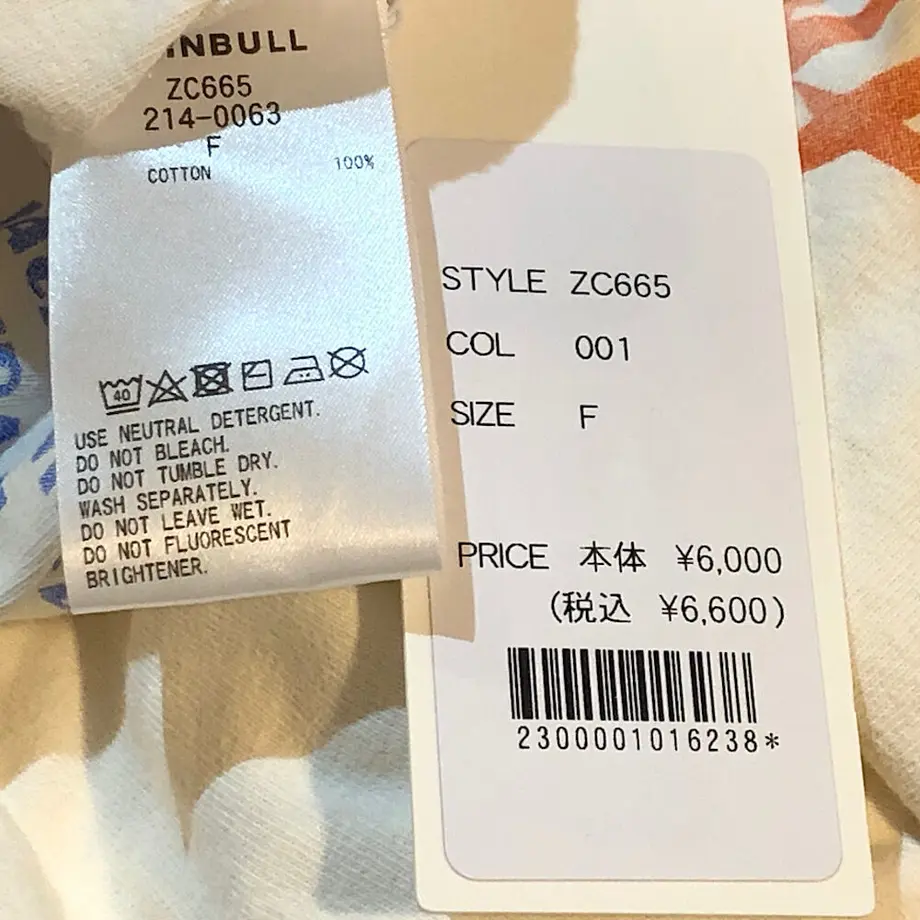 INBULL
ZC665
214-0063
F
COTTON 100%
40
USE NEUTRAL DETERGENT.
DO NOT BLEACH.
DO NOT TUMBLE DRY.
WASH SEPARATELY.
DO NOT LEAVE WET.
DO NOT FLUORESCENT
BRIGHTENER.
STYLE ZC665
COL 001
SIZE F
PRICE 本体 ¥6,000
(税込 ¥6,600)
2300001016238*